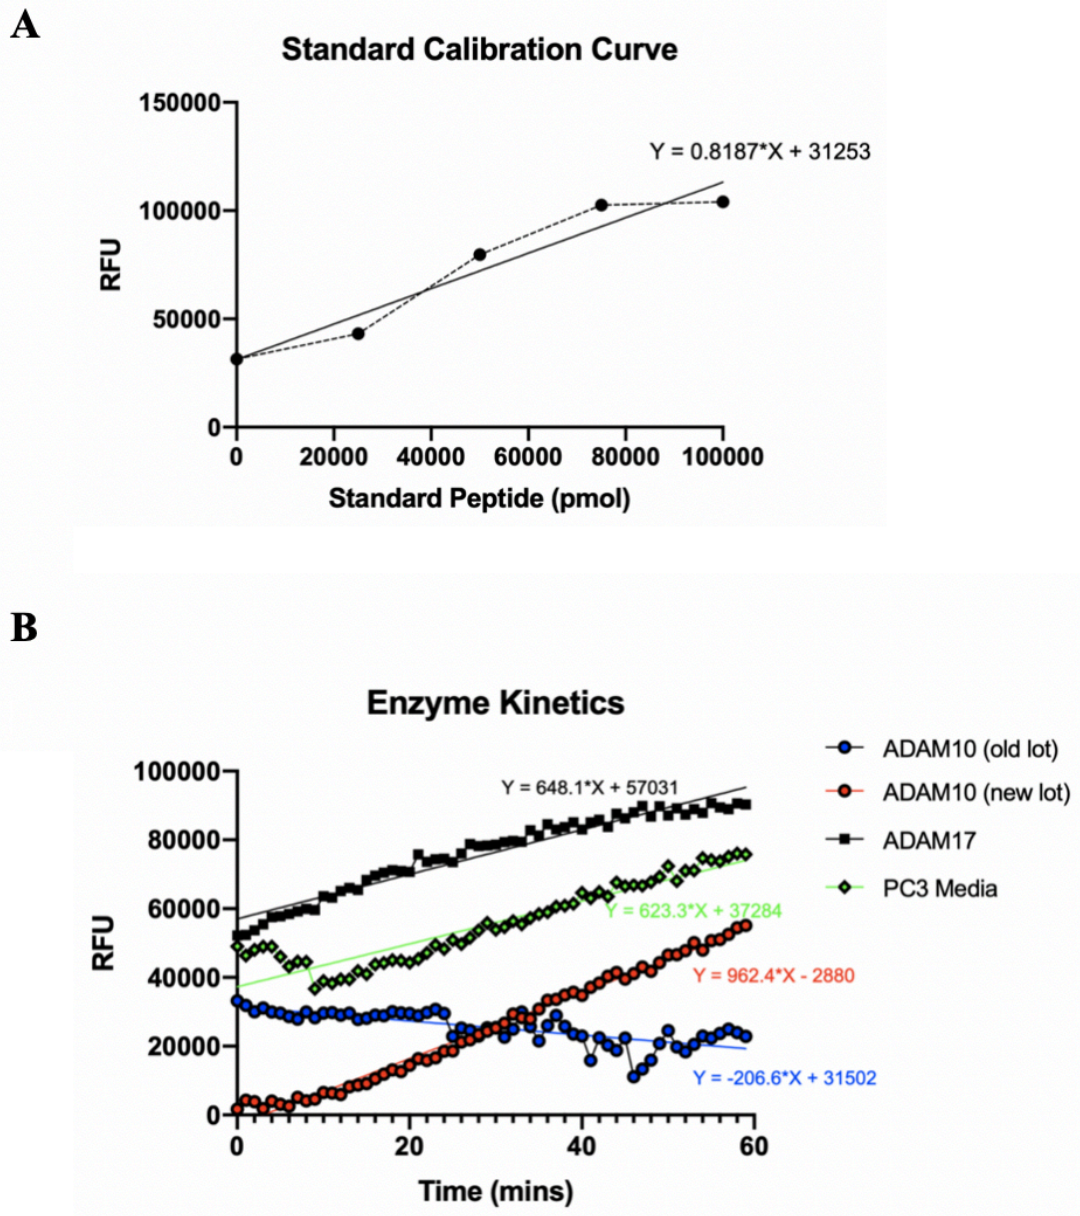 A
Standard Calibration Curve
150000
Y = 0.8187*X + 31253
100000
RFU
50000
0
0 20000 40000 60000 80000 100000
Standard Peptide (pmol)
B
Enzyme Kinetics
ADAM10 (old lot)
ADAM10 (new lot)
ADAM17
PC3 Media
100000
Y = 648.1*X + 57031
80000
60000
Y = 623.3*X + 37284
RFU
40000
Y = 962.4*X - 2880
20000
Y = -206.6*X + 31502
0
0 20 40 60
Time (mins)